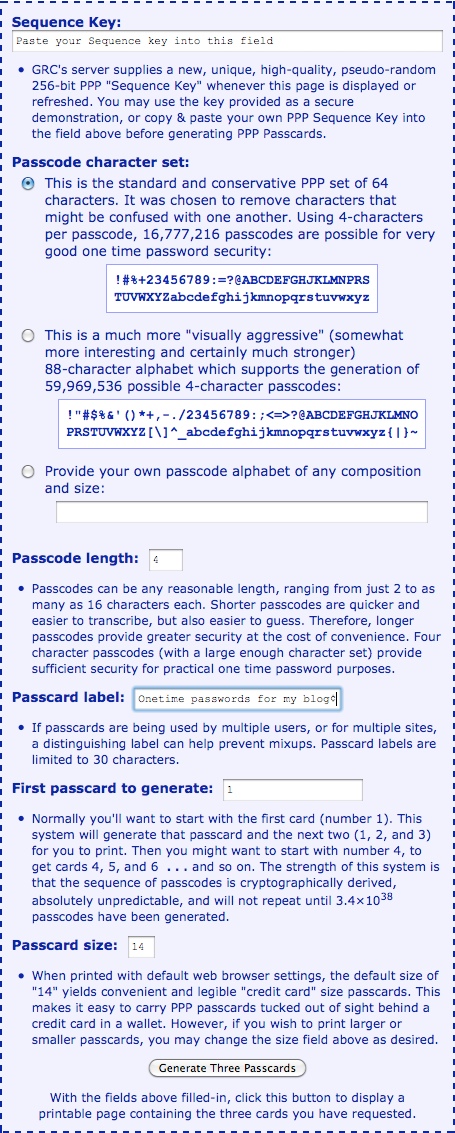 Sequence Key:
Paste your Sequence key into this field
• GRC's server supplies a new, unique, high-quality, pseudo-random
256-bit PPP "Sequence Key" whenever this page is displayed or
refreshed. You may use the key provided as a secure
demonstration, or copy & paste your own PPP Sequence Key into
the field above before generating PPP Passcards.
Passcode character set:
This is the standard and conservative PPP set of 64
characters. It was chosen to remove characters that
might be confused with one another. Using 4-characters
per passcode, 16,777,216 passcodes are possible for very
good one time password security:
!#%+23456789:=?@ABCDEFGHJKLMNPRS
TUVWXYZabcdefghijkmnopqrstuvwxyz
This is a much more "visually aggressive" (somewhat
more interesting and certainly much stronger)
88-character alphabet which supports the generation of
59,969,536 possible 4-character passcodes:
!"#$%&'()*+,-./23456789:;<=>?@ABCDEFGHJKLMNO
PRSTUVWXYZ[\]^_abcdefghijkmnopqrstuvwxyz{|}~
Provide your own passcode alphabet of any composition
and size:
Passcode length: 4
• Passcodes can be any reasonable length, ranging from just 2 to as
many as 16 characters each. Shorter passcodes are quicker and
easier to transcribe, but also easier to guess. Therefore, longer
passcodes provide greater security at the cost of convenience. Four
character passcodes (with a large enough character set) provide
sufficient security for practical one time password purposes.
Passcard label: Onetime passwords for my blog¢
• If passcards are being used by multiple users, or for multiple sites,
a distinguishing label can help prevent mixups. Passcard labels are
limited to 30 characters.
First passcard to generate: 1
• Normally you'll want to start with the first card (number 1). This
system will generate that passcard and the next two (1, 2, and 3)
for you to print. Then you might want to start with number 4, to
get cards 4, 5, and 6 ... and so on. The strength of this system is
that the sequence of passcodes is cryptographically derived,
absolutely unpredictable, and will not repeat until 3.4×10³⁸
passcodes have been generated.
Passcard size: 14
• When printed with default web browser settings, the default size of
"14" yields convenient and legible "credit card" size passcards. This
makes it easy to carry PPP passcards tucked out of sight behind a
credit card in a wallet. However, if you wish to print larger or
smaller passcards, you may change the size field above as desired.
Generate Three Passcards
With the fields above filled-in, click this button to display a
printable page containing the three cards you have requested.